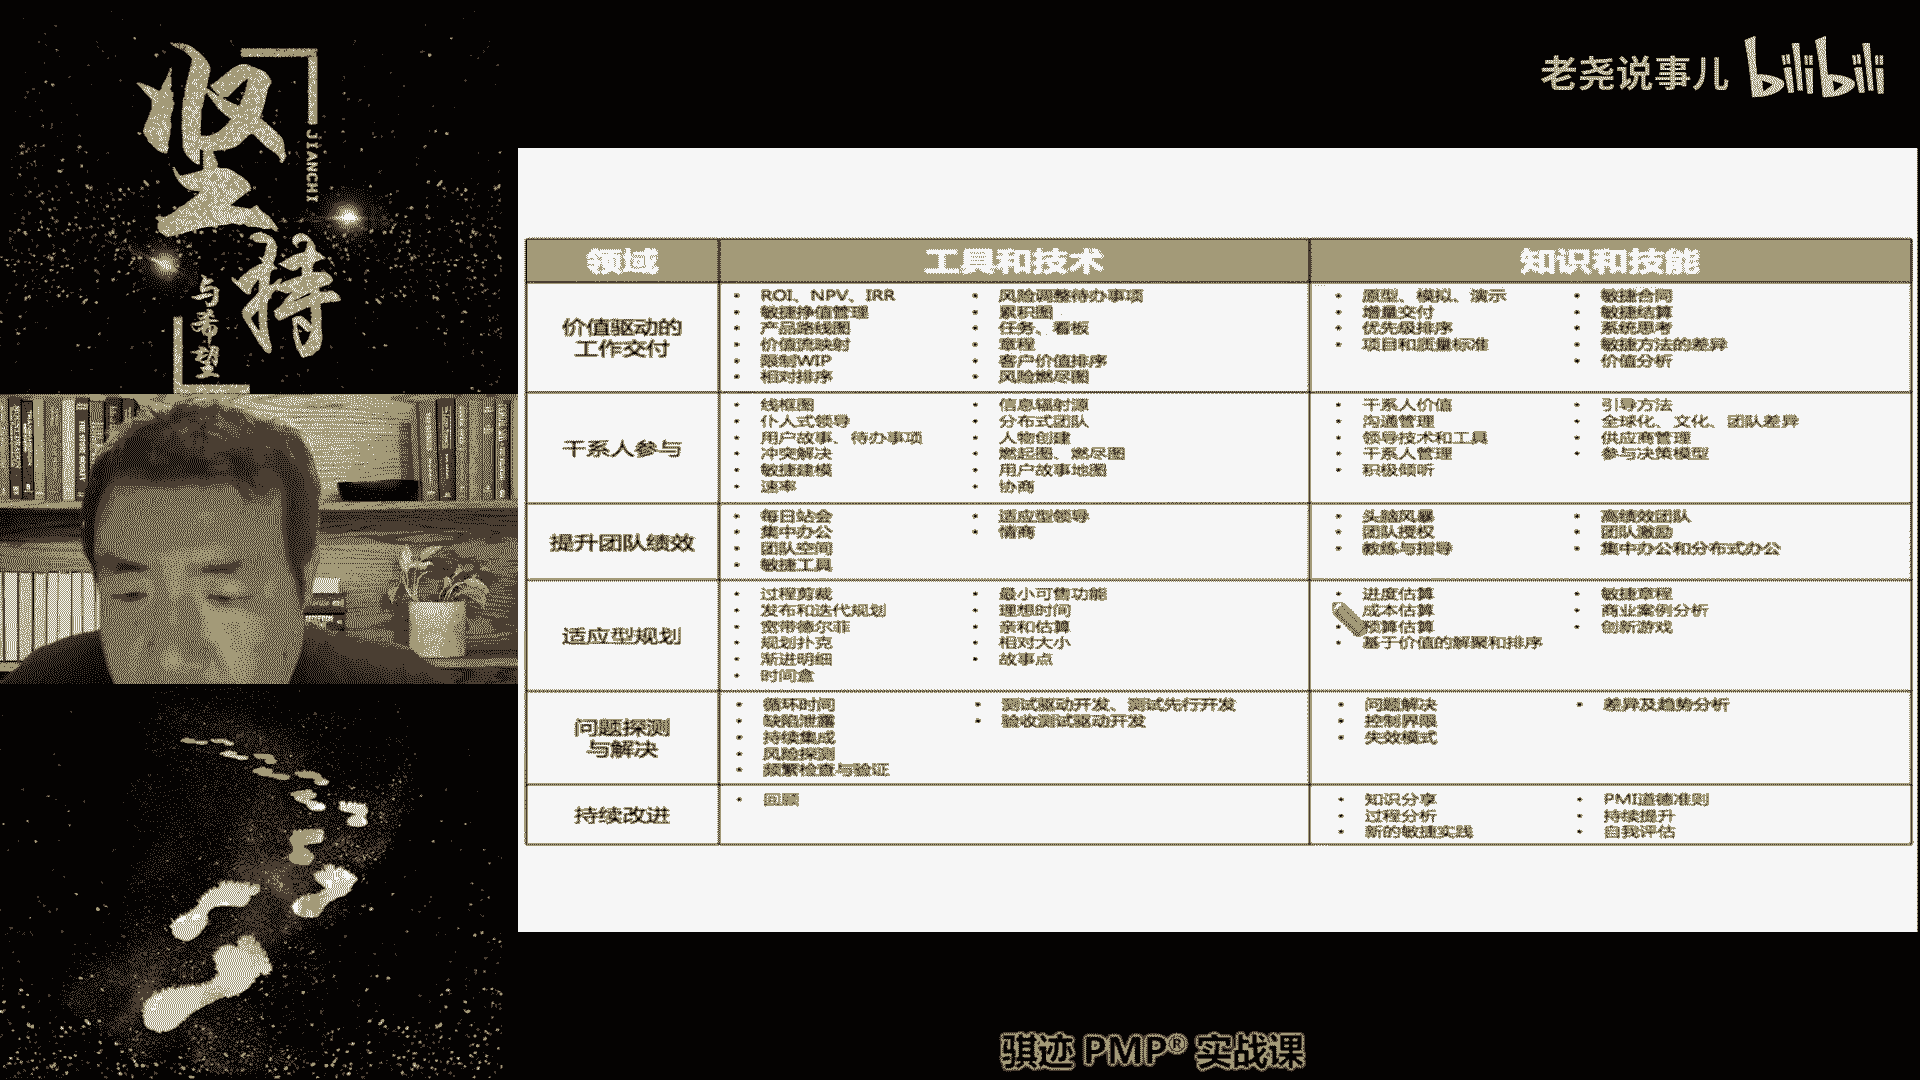 坚持
JIANCHI
与希望
老尧说事儿 bilibili
领域 工具和技术 知识和技能
价值驱动的
工作交付
ROI、NPV、IRR
敏捷挣值管理
产品路线图
价值流映射
限制WIP
相对排序
风险调整待办事项
累积图
任务、看板
章程
客户价值排序
风险燃尽图
原型、模拟、演示
增量交付
优先级排序
项目和质量标准
敏捷合同
敏捷结算
系统思考
敏捷方法的差异
价值分析
干系人参与
线框图
仆人式领导
用户故事、待办事项
冲突解决
敏捷建模
速率
信息辐射源
分布式团队
人物创建
燃起图、燃尽图
用户故事地图
协商
干系人价值
沟通管理
领导技术和工具
干系人管理
积极倾听
引导方法
全球化、文化、团队差异
供应商管理
参与决策模型
提升团队绩效
每日站会
集中办公
团队空间
敏捷工具
适应型领导
情商
头脑风暴
团队授权
教练与指导
高绩效团队
团队激励
集中办公和分布式办公
适应型规划
过程剪裁
发布和迭代规划
宽带德尔菲
规划扑克
渐进明细
时间盒
最小可售功能
理想时间
亲和估算
相对大小
故事点
进度估算
成本估算
预算估算
基于价值的解聚和排序
敏捷章程
商业案例分析
创新游戏
问题探测
与解决
循环时间
缺陷泄露
持续集成
风险探测
频繁检查与验证
测试驱动开发、测试先行开发
验收测试驱动开发
问题解决
控制界限
失效模式
差异及趋势分析
持续改进
回顾
知识分享
过程分析
新的敏捷实践
PMI道德准则
持续提升
自我评估
骐迹 PMP® 实战课